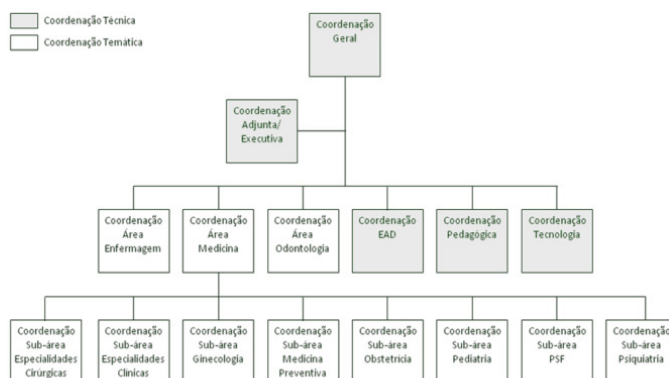 Coordenação Técnica
Coordenação Temática
Coordenação
Geral
Coordenação
Adjunta/
Executiva
Coordenação
Área
Enfermagem
Coordenação
Área
Medicina
Coordenação
Área
Odontologia
Coordenação
EAD
Coordenação
Pedagógica
Coordenação
Tecnologia
Coordenação
Sub-área
Especialidades
Cirúrgicas
Coordenação
Sub-área
Especialidades
Clínicas
Coordenação
Sub-área
Ginecologia
Coordenação
Sub-área
Medicina
Preventiva
Coordenação
Sub-área
Obstetrícia
Coordenação
Sub-área
Pediatria
Coordenação
Sub-área
PSF
Coordenação
Sub-área
Psiquiatria